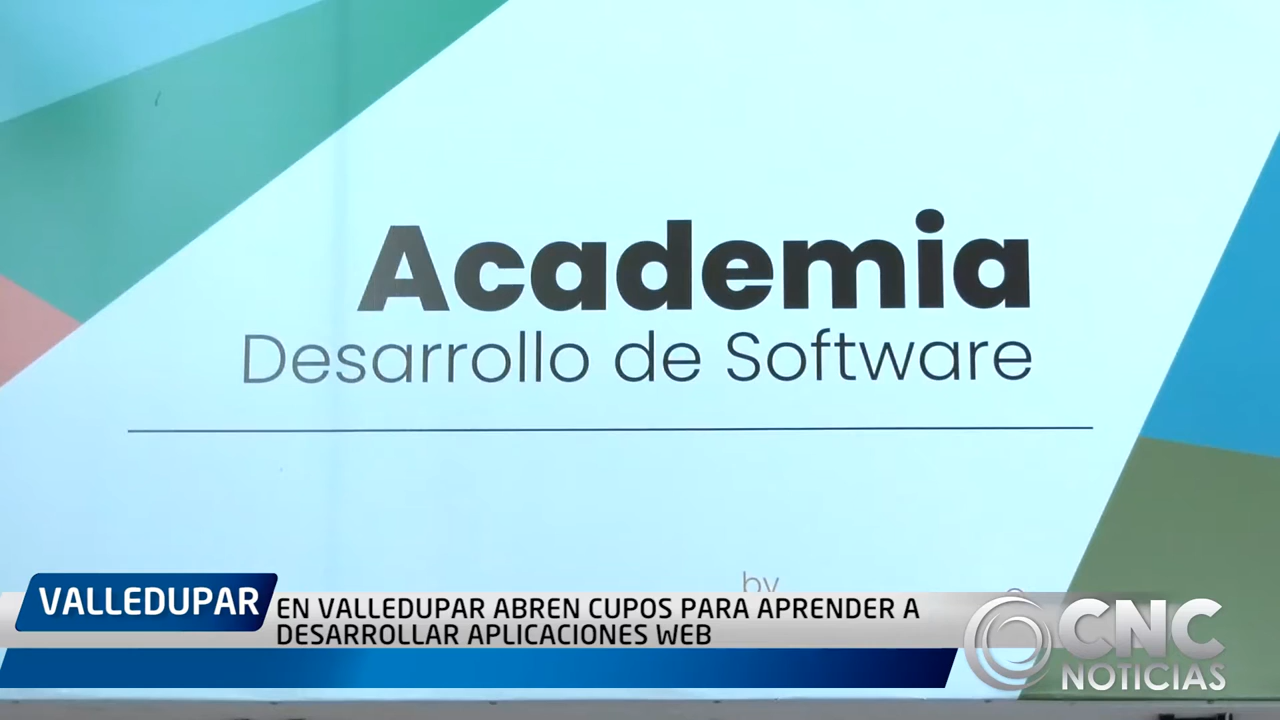 Academia
Desarrollo de Software
by
VALLEDUPAR
EN VALLEDUPAR ABREN CUPOS PARA APRENDER A
DESARROLLAR APLICACIONES WEB
CNC
NOTICIAS